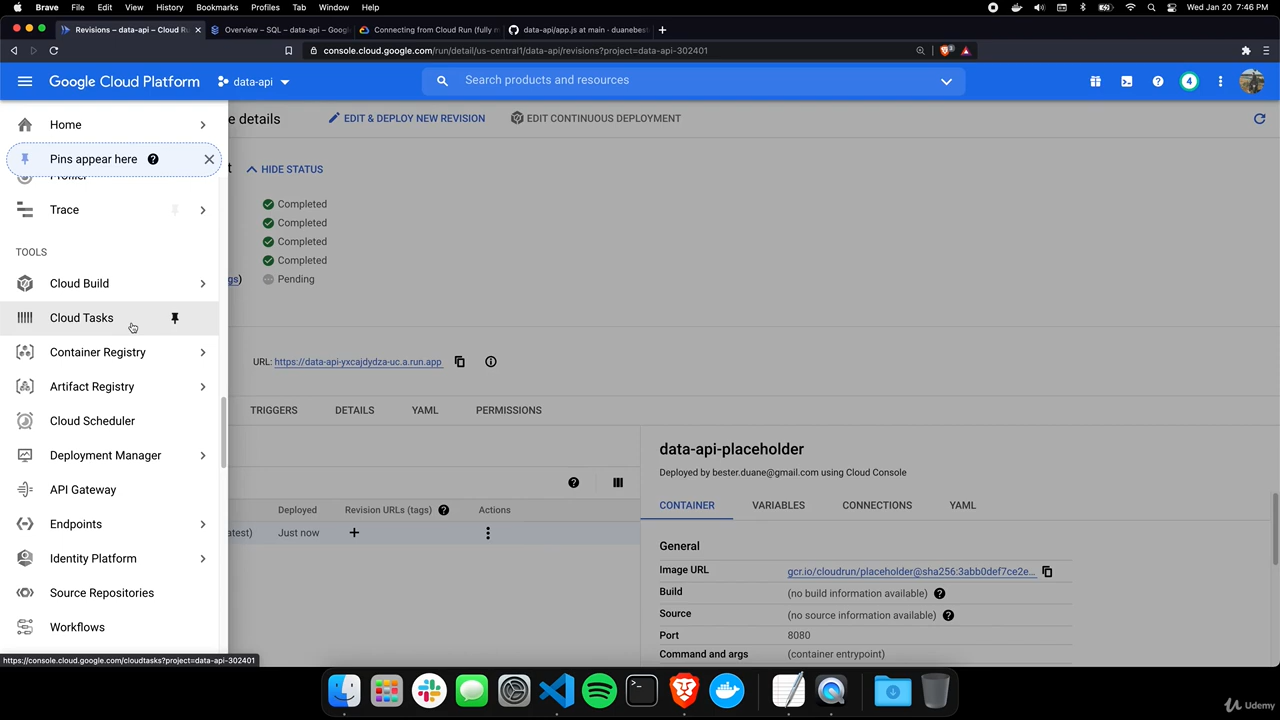 Brave File Edit View History Bookmarks Profiles Tab Window Help
Wed Jan 20 7:46 PM
Revisions – data-api – Cloud Ru
Overview – SQL – data-api – Goog
Connecting from Cloud Run (fully m
data-api/app.js at main · duanebest
console.cloud.google.com/run/detail/us-central1/data-api/revisions?project=data-api-302401
Google Cloud Platform
data-api
Search products and resources
4
Home
Pins appear here
Profiler
Trace
TOOLS
Cloud Build
Cloud Tasks
Container Registry
Artifact Registry
Cloud Scheduler
Deployment Manager
API Gateway
Endpoints
Identity Platform
Source Repositories
Workflows
https://console.cloud.google.com/cloudtasks?project=data-api-302401
e details
EDIT & DEPLOY NEW REVISION
EDIT CONTINUOUS DEPLOYMENT
t
HIDE STATUS
Completed
Completed
Completed
Completed
gs)
Pending
URL: https://data-api-yxcajdydza-uc.a.run.app
TRIGGERS DETAILS YAML PERMISSIONS
Deployed Revision URLs (tags) Actions
atest) Just now
data-api-placeholder
Deployed by bester.duane@gmail.com using Cloud Console
CONTAINER VARIABLES CONNECTIONS YAML
General
Image URL gcr.io/cloudrun/placeholder@sha256:3abb0def7ce2e...
Build (no build information available)
Source (no source information available)
Port 8080
Command and args (container entrypoint)
Udemy